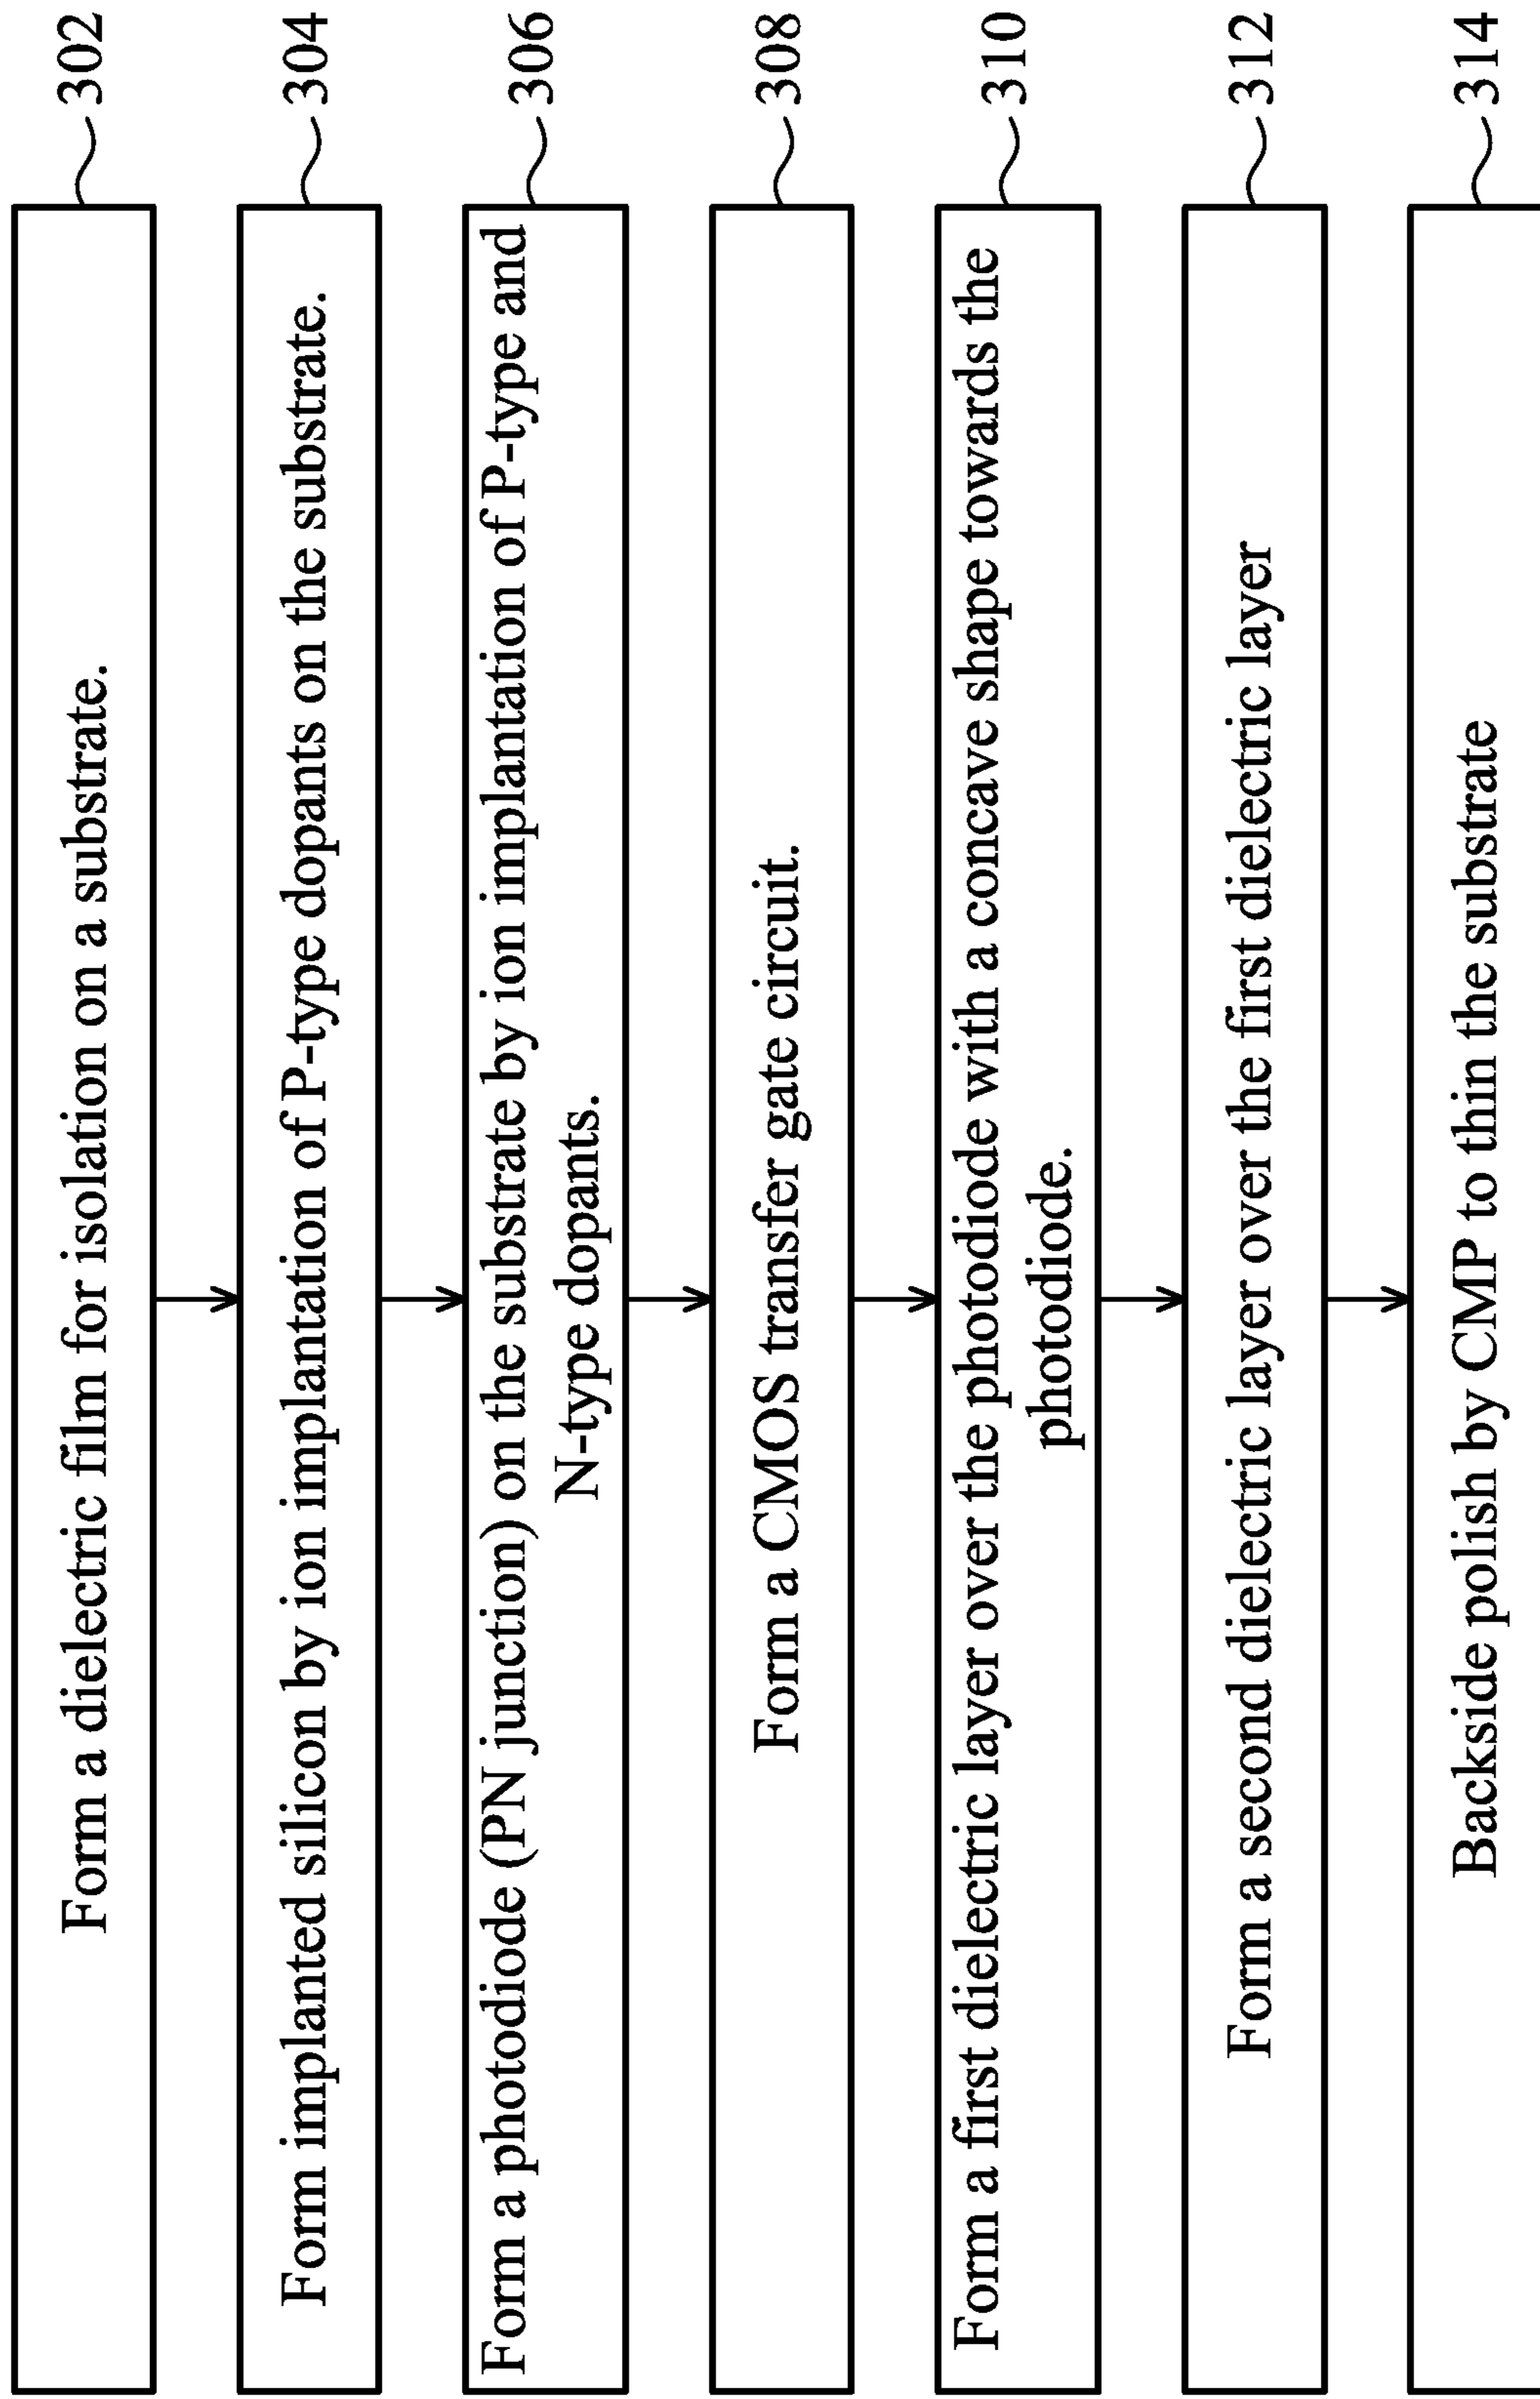 Form a dielectric film for isolation on a substrate.
302
Form implanted silicon by ion implantation of P-type dopants on the substrate.
304
Form a photodiode (PN junction) on the substrate by ion implantation of P-type and
N-type dopants.
306
Form a CMOS transfer gate circuit.
308
Form a first dielectric layer over the photodiode with a concave shape towards the
photodiode.
310
Form a second dielectric layer over the first dielectric layer
312
Backside polish by CMP to thin the substrate
314